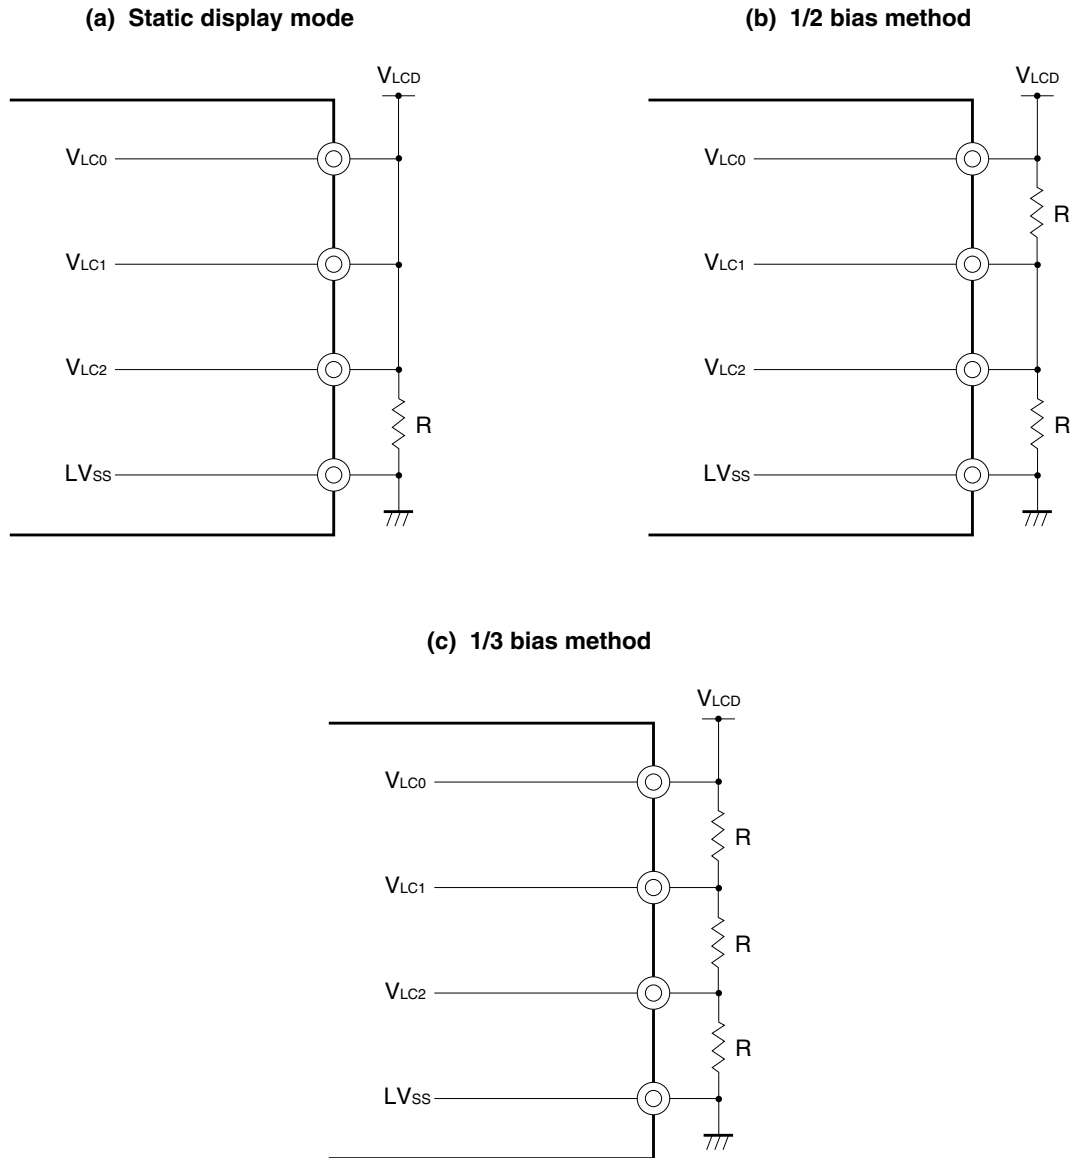 (a) Static display mode
VLCD
VLC0
VLC1
VLC2
R
LVSS
(b) 1/2 bias method
VLCD
VLC0
R
VLC1
VLC2
R
LVSS
(c) 1/3 bias method
VLCD
VLC0
R
VLC1
R
VLC2
R
LVSS